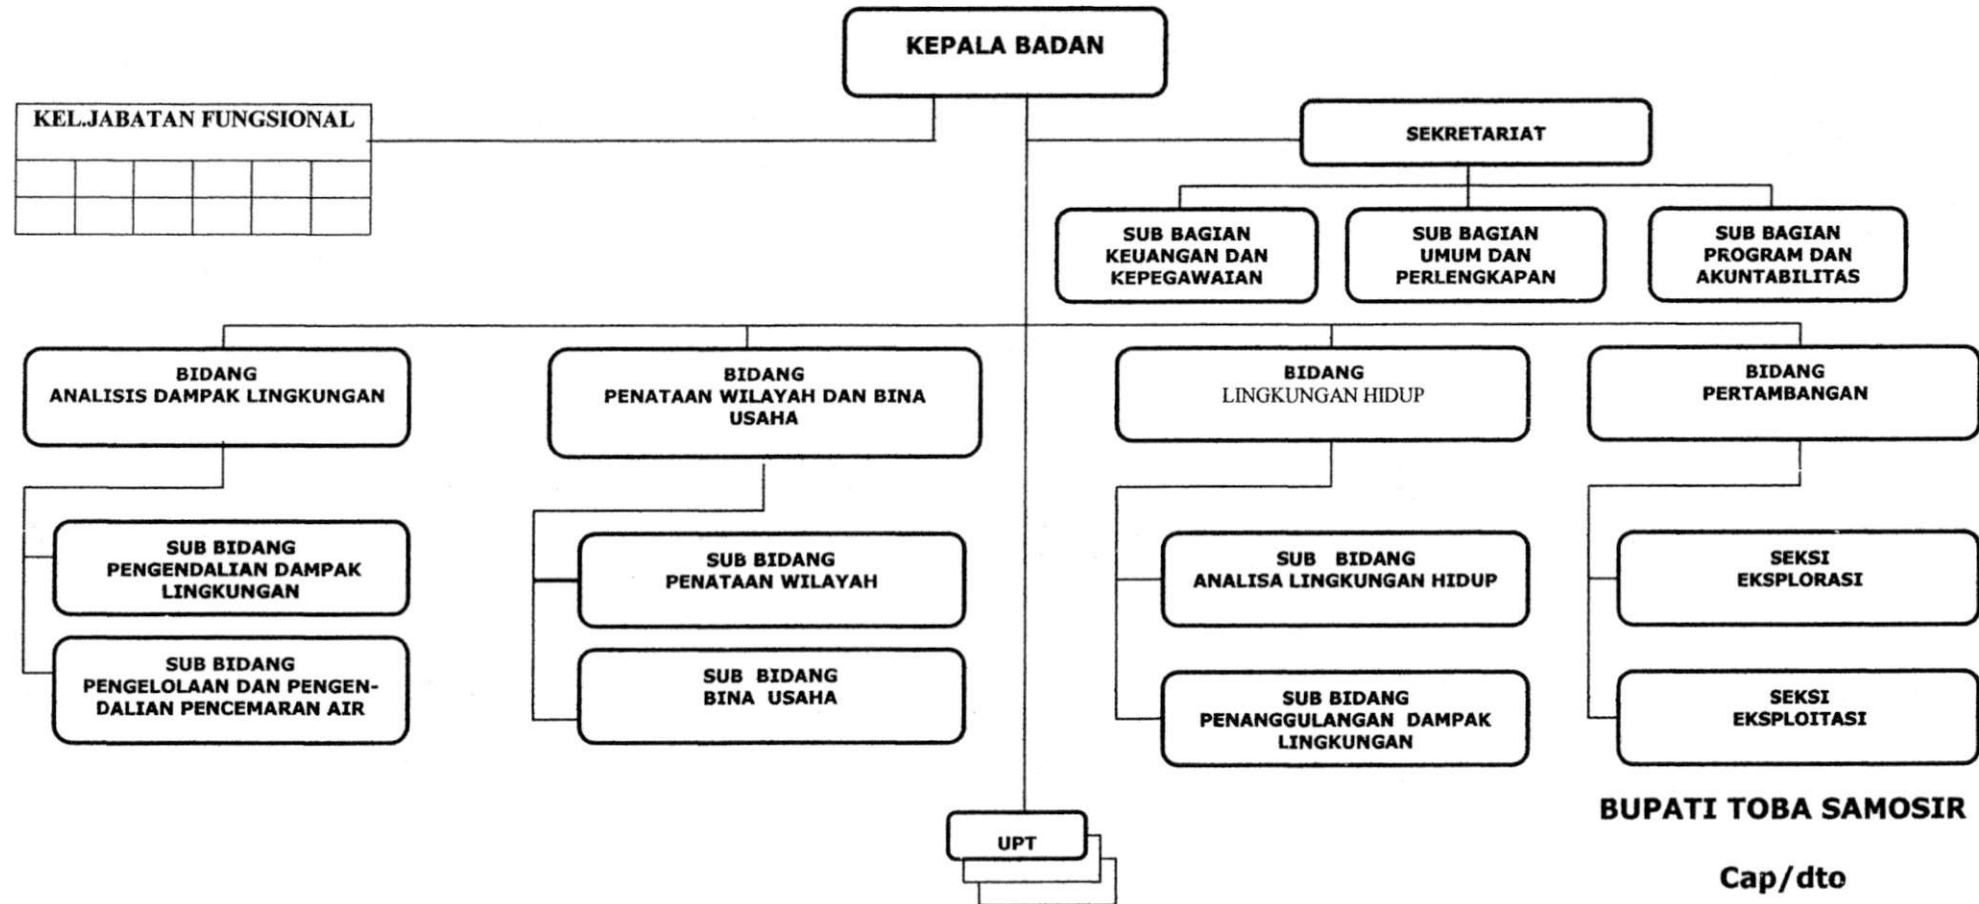 KEPALA BADAN
KEL.JABATAN FUNGSIONAL
SEKRETARIAT
SUB BAGIAN
KEUANGAN DAN
KEPEGAWAIAN
SUB BAGIAN
UMUM DAN
PERLENGKAPAN
SUB BAGIAN
PROGRAM DAN
AKUNTABILITAS
BIDANG
ANALISIS DAMPAK LINGKUNGAN
BIDANG
PENATAAN WILAYAH DAN BINA
USAHA
BIDANG
LINGKUNGAN HIDUP
BIDANG
PERTAMBANGAN
SUB BIDANG
PENGENDALIAN DAMPAK
LINGKUNGAN
SUB BIDANG
PENATAAN WILAYAH
SUB BIDANG
ANALISA LINGKUNGAN HIDUP
SEKSI
EKSPLORASI
SUB BIDANG
PENGELOLAAN DAN PENGEN-
DALIAN PENCEMARAN AIR
SUB BIDANG
BINA USAHA
SUB BIDANG
PENANGGULANGAN DAMPAK
LINGKUNGAN
SEKSI
EKSPLOITASI
UPT
BUPATI TOBA SAMOSIR
Cap/dto